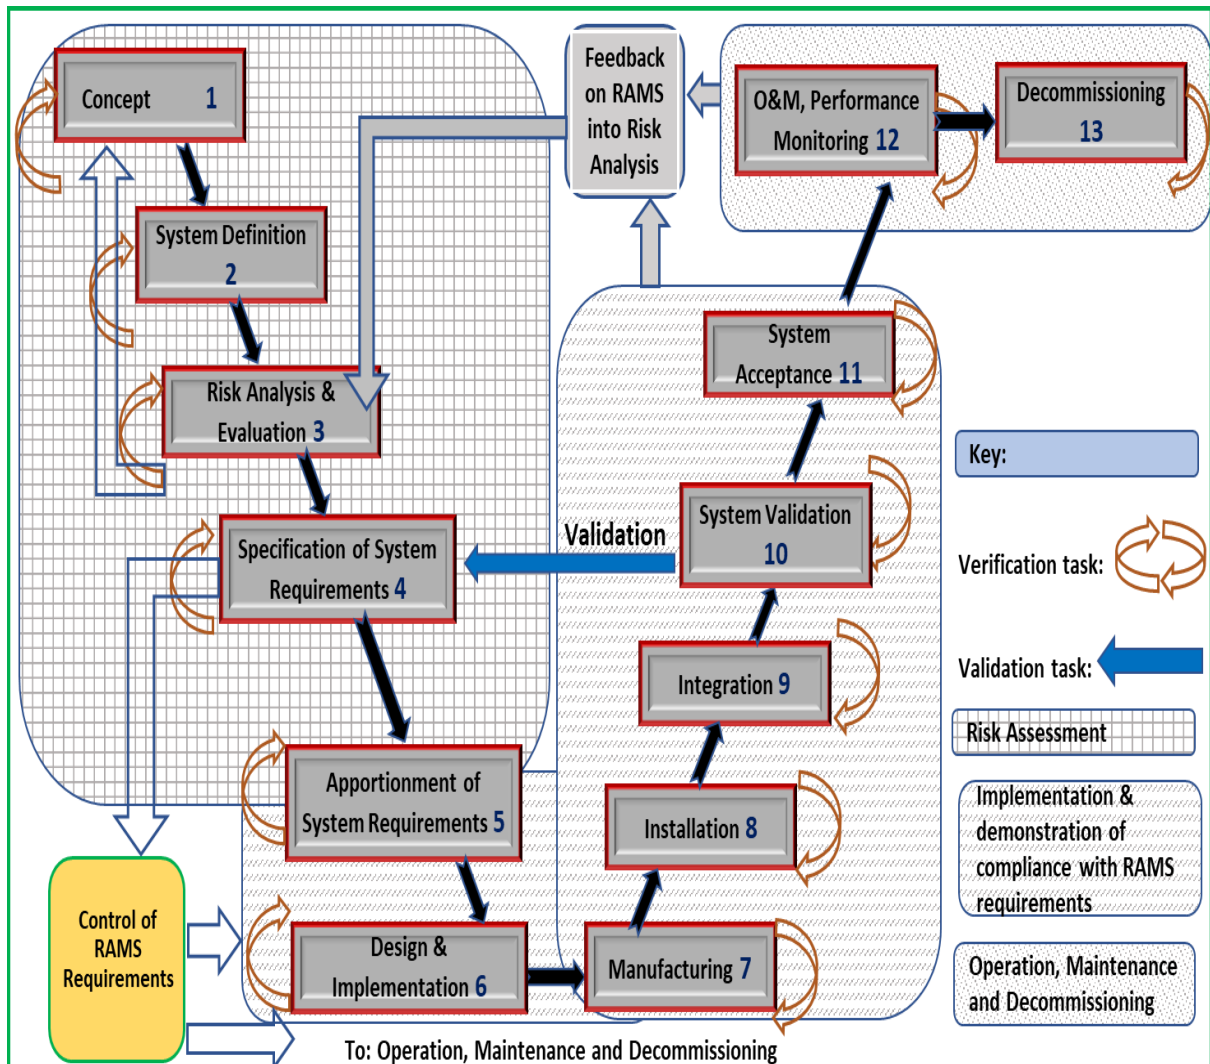 Concept 1
System Definition
2
Risk Analysis &
Evaluation 3
Specification of System
Requirements 4
Apportionment of
System Requirements 5
Design &
Implementation 6
Manufacturing 7
Installation 8
Integration 9
System Validation
10
System
Acceptance 11
O&M, Performance
Monitoring 12
Decommissioning
13
Feedback
on RAMS
into Risk
Analysis
Validation
Control of
RAMS
Requirements
To: Operation, Maintenance and Decommissioning
Key:
Verification task:
Validation task:
Risk Assessment
Implementation &
demonstration of
compliance with RAMS
requirements
Operation, Maintenance
and Decommissioning